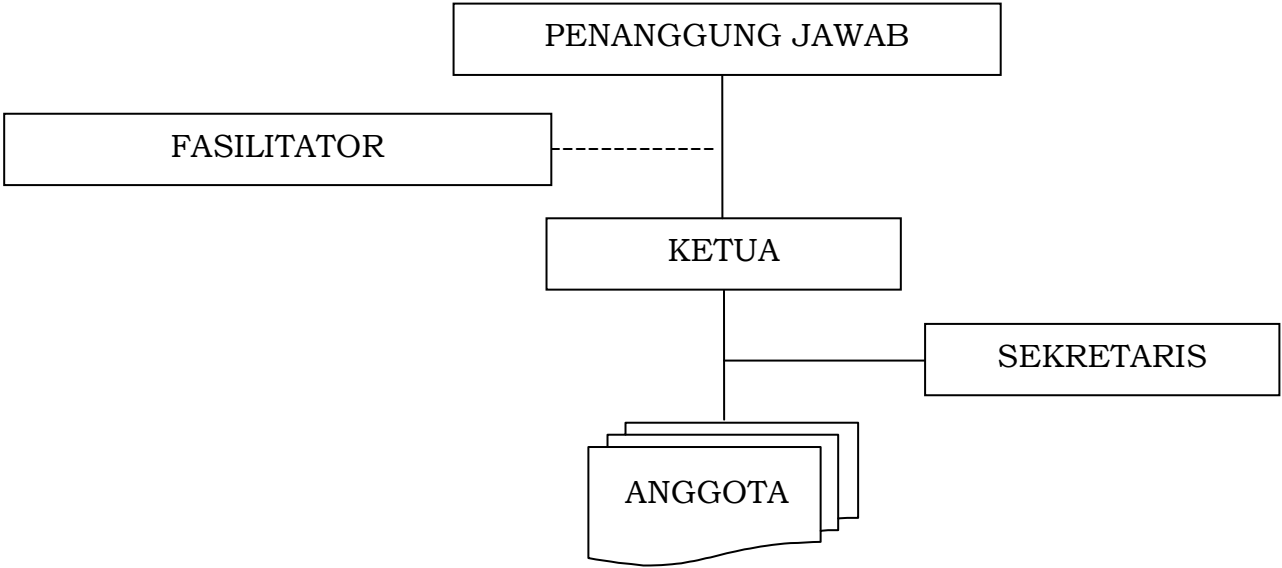 PENANGGUNG JAWAB
FASILITATOR
KETUA
SEKRETARIS
ANGGOTA